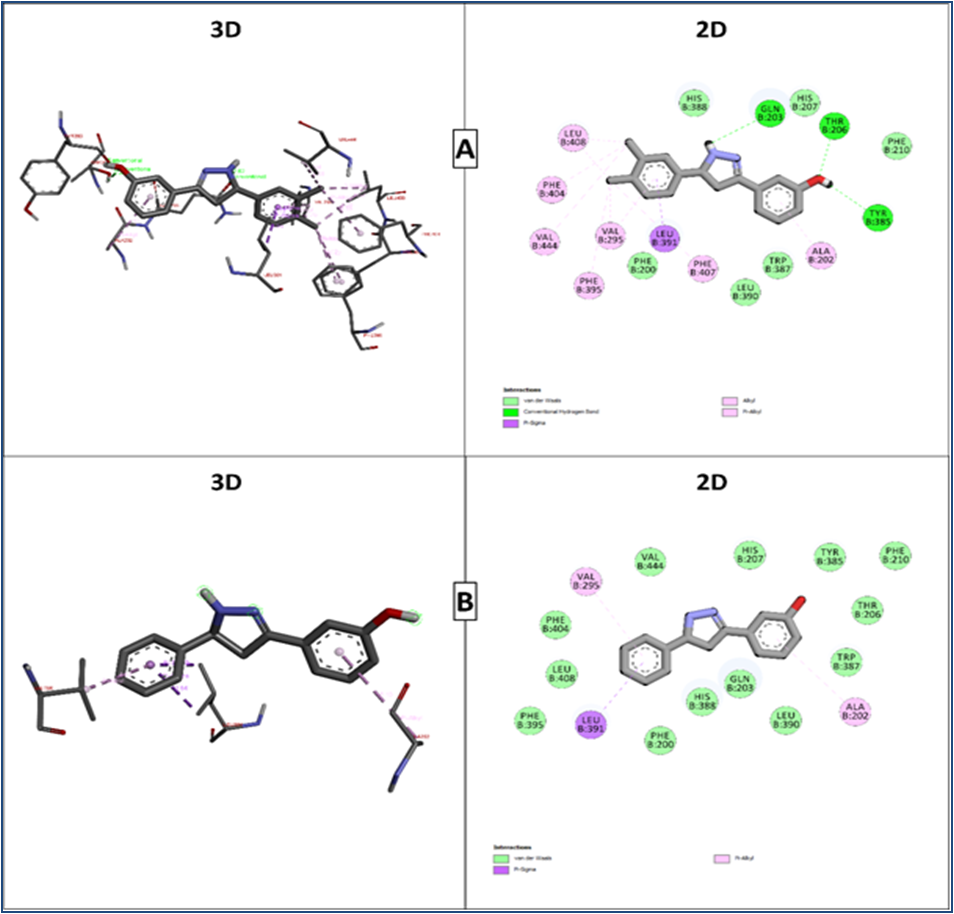 3D
2D
A
HIS
B:388
GLN
B:203
HIS
B:207
THR
B:206
PHE
B:210
LEU
B:408
PHE
B:404
TYR
B:385
VAL
B:444
VAL
B:295
LEU
B:391
ALA
B:202
PHE
B:200
PHE
B:407
TRP
B:387
PHE
B:395
LEU
B:390
Interactions
van der Waals
Conventional Hydrogen Bond
Pi-Sigma
Alkyl
Pi-Alkyl
3D
2D
B
VAL
B:444
HIS
B:207
TYR
B:385
PHE
B:210
VAL
B:295
PHE
B:404
THR
B:206
LEU
B:408
TRP
B:387
GLN
B:203
HIS
B:388
PHE
B:395
LEU
B:391
LEU
B:390
ALA
B:202
PHE
B:200
Interactions
van der Waals
Pi-Sigma
Pi-Alkyl